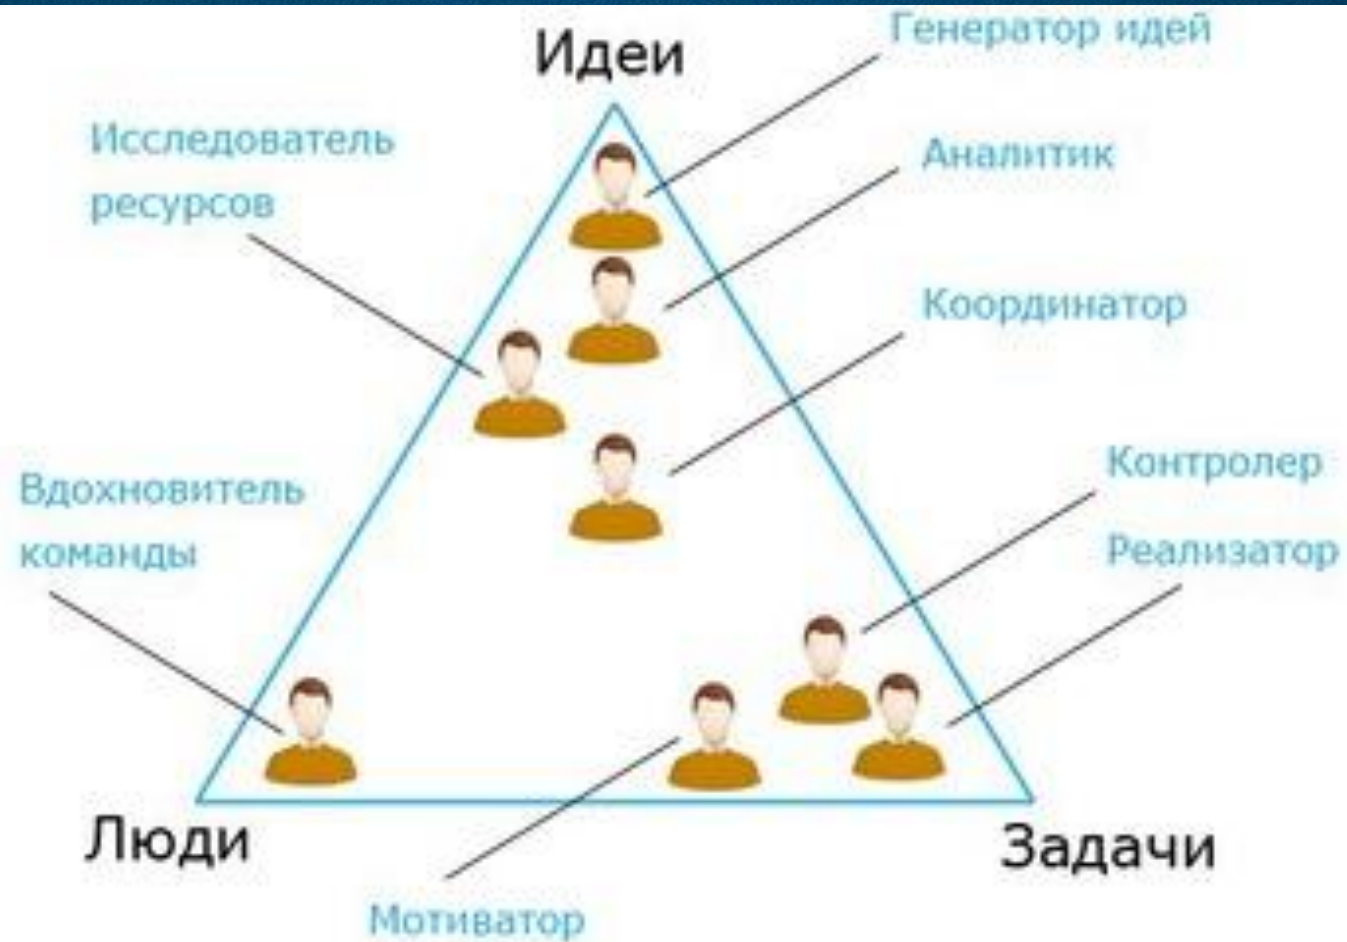 Генератор идей
Идеи
Исследователь
ресурсов
Аналитик
Координатор
Контролер
Вдохновитель
команды
Реализатор
Люди
Задачи
Мотиватор